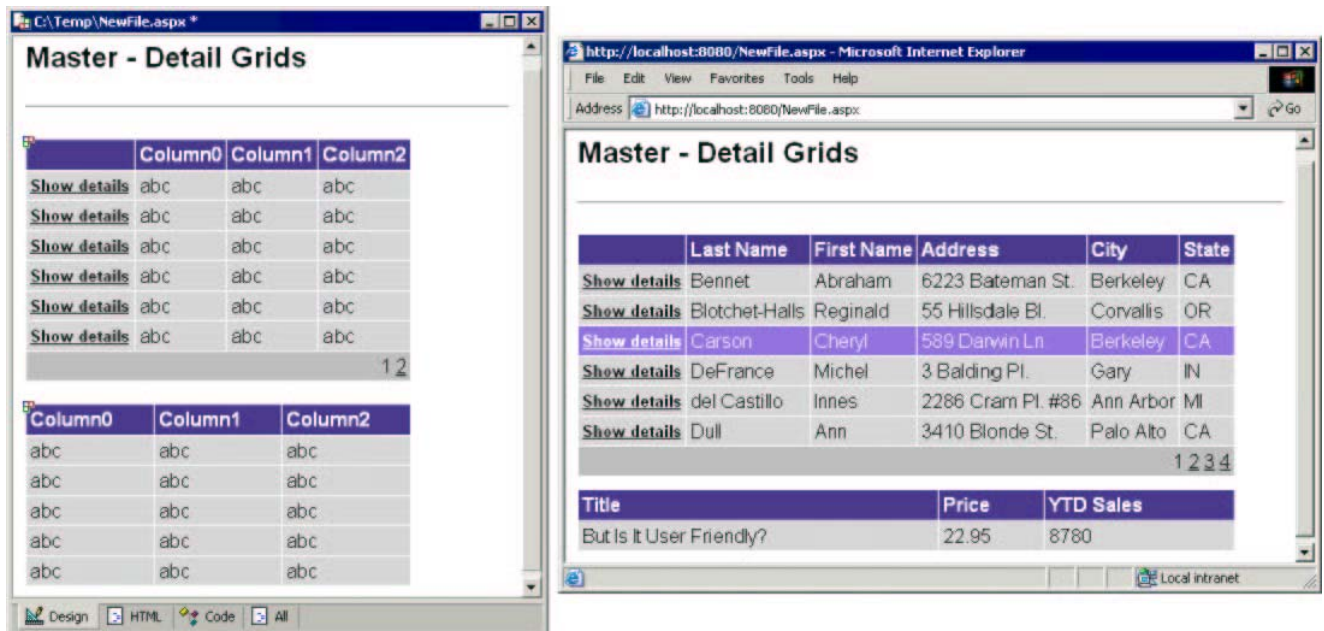 C:\Temp\NewFile.aspx *
Master - Detail Grids
Column0 Column1 Column2
Show details abc abc abc
Show details abc abc abc
Show details abc abc abc
Show details abc abc abc
Show details abc abc abc
Show details abc abc abc
1 2
Column0 Column1 Column2
abc abc abc
abc abc abc
abc abc abc
abc abc abc
abc abc abc
Design HTML Code All
http://localhost:8080/NewFile.aspx - Microsoft Internet Explorer
File Edit View Favorites Tools Help
Address http://localhost:8080/NewFile.aspx Go
Master - Detail Grids
Last Name First Name Address City State
Show details Bennet Abraham 6223 Bateman St. Berkeley CA
Show details Blotchet-Halls Reginald 55 Hillsdale Bl. Corvallis OR
Show details Carson Cheryl 589 Darwin Ln Berkeley CA
Show details DeFrance Michel 3 Balding Pl. Gary IN
Show details del Castillo Innes 2286 Cram Pl. #86 Ann Arbor MI
Show details Dull Ann 3410 Blonde St. Palo Alto CA
1 2 3 4
Title Price YTD Sales
But Is It User Friendly? 22.95 8780
Local intranet